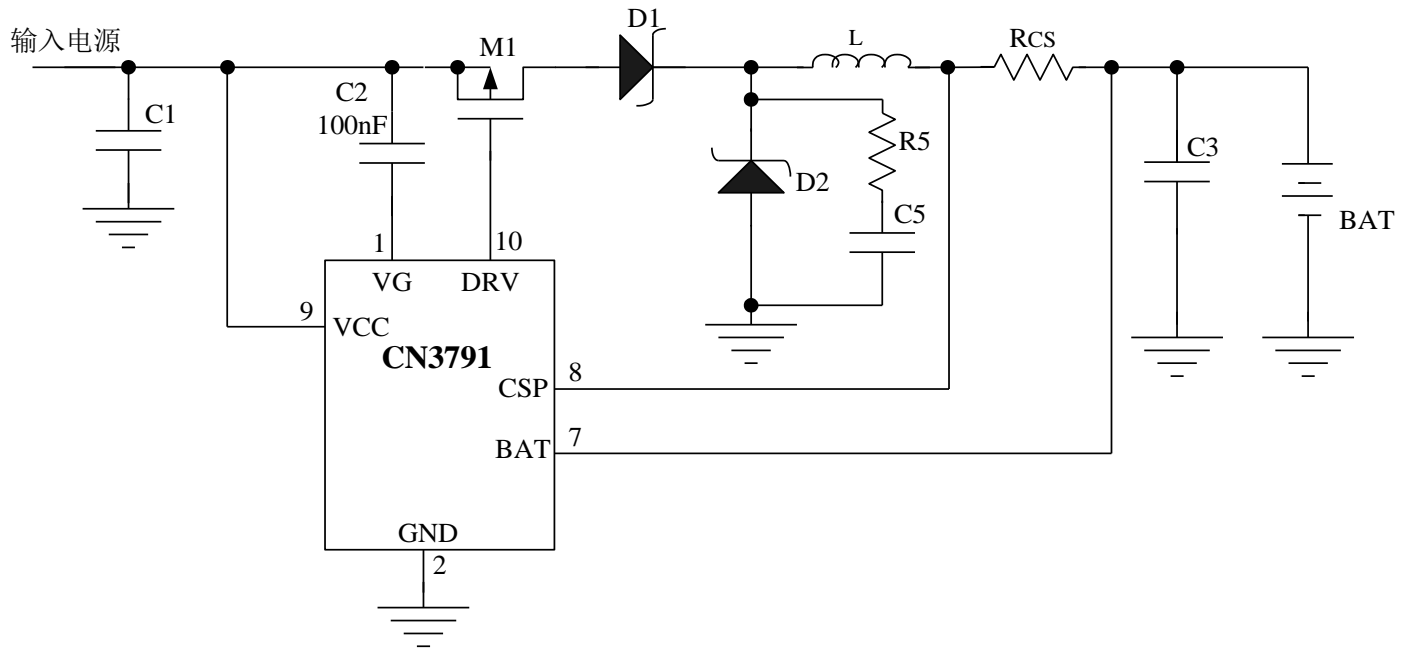 输入电源
C1
C2
100nF
M1
D1
L
RCS
R5
D2
C5
C3
BAT
1
10
VG
DRV
9
VCC
CN3791
CSP
8
BAT
7
GND
2